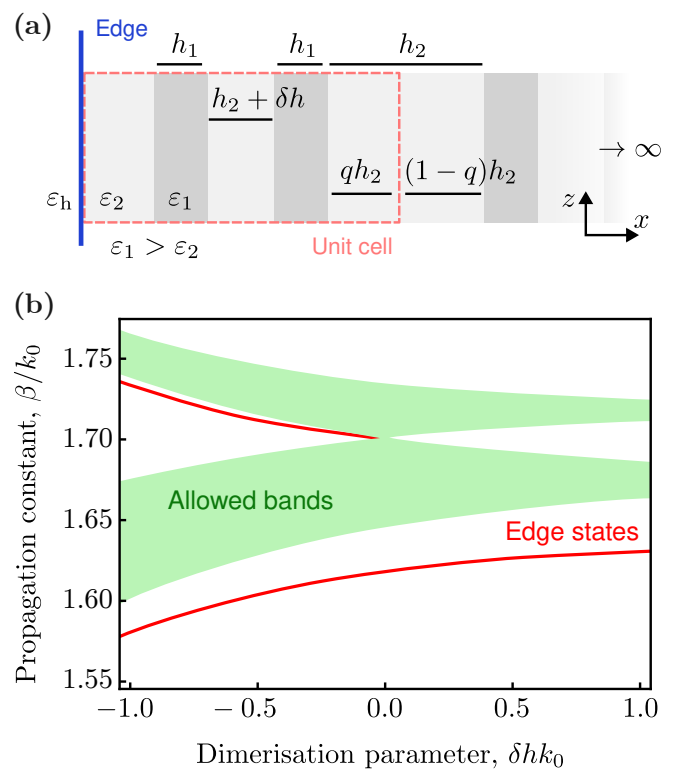 (a)
Edge
h₁ h₁ h₂
h₂ + δh
qh₂ (1 − q)h₂
→ ∞
εₕ ε₂ ε₁
z
x
ε₁ > ε₂
Unit cell
(b)
Propagation constant, β/k₀
1.75
1.70
1.65
1.60
1.55
Allowed bands
Edge states
−1.0 −0.5 0.0 0.5 1.0
Dimerisation parameter, δhk₀